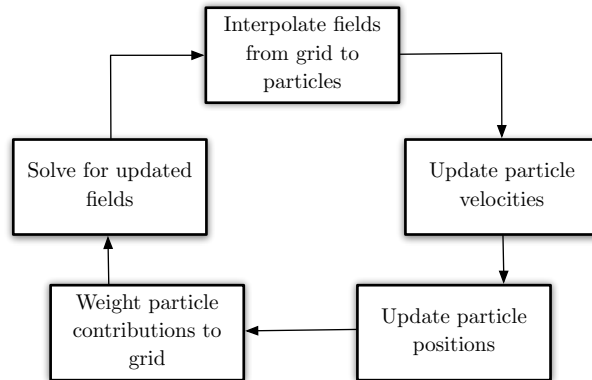 Interpolate fields
from grid to
particles
Solve for updated
fields
Update particle
velocities
Weight particle
contributions to
grid
Update particle
positions